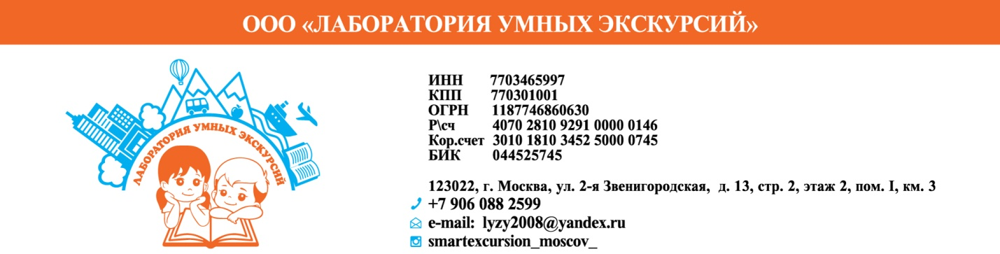 ООО «ЛАБОРАТОРИЯ УМНЫХ ЭКСКУРСИЙ»
ЛАБОРАТОРИЯ УМНЫХ ЭКСКУРСИЙ
ИНН 7703465997
КПП 770301001
ОГРН 1187746860630
Р\сч 4070 2810 9291 0000 0146
Кор.счет 3010 1810 3452 5000 0745
БИК 044525745
123022, г. Москва, ул. 2-я Звенигородская, д. 13, стр. 2, этаж 2, пом. I, км. 3
+7 906 088 2599
e-mail: lyzy2008@yandex.ru
smartexcursion_moscov_